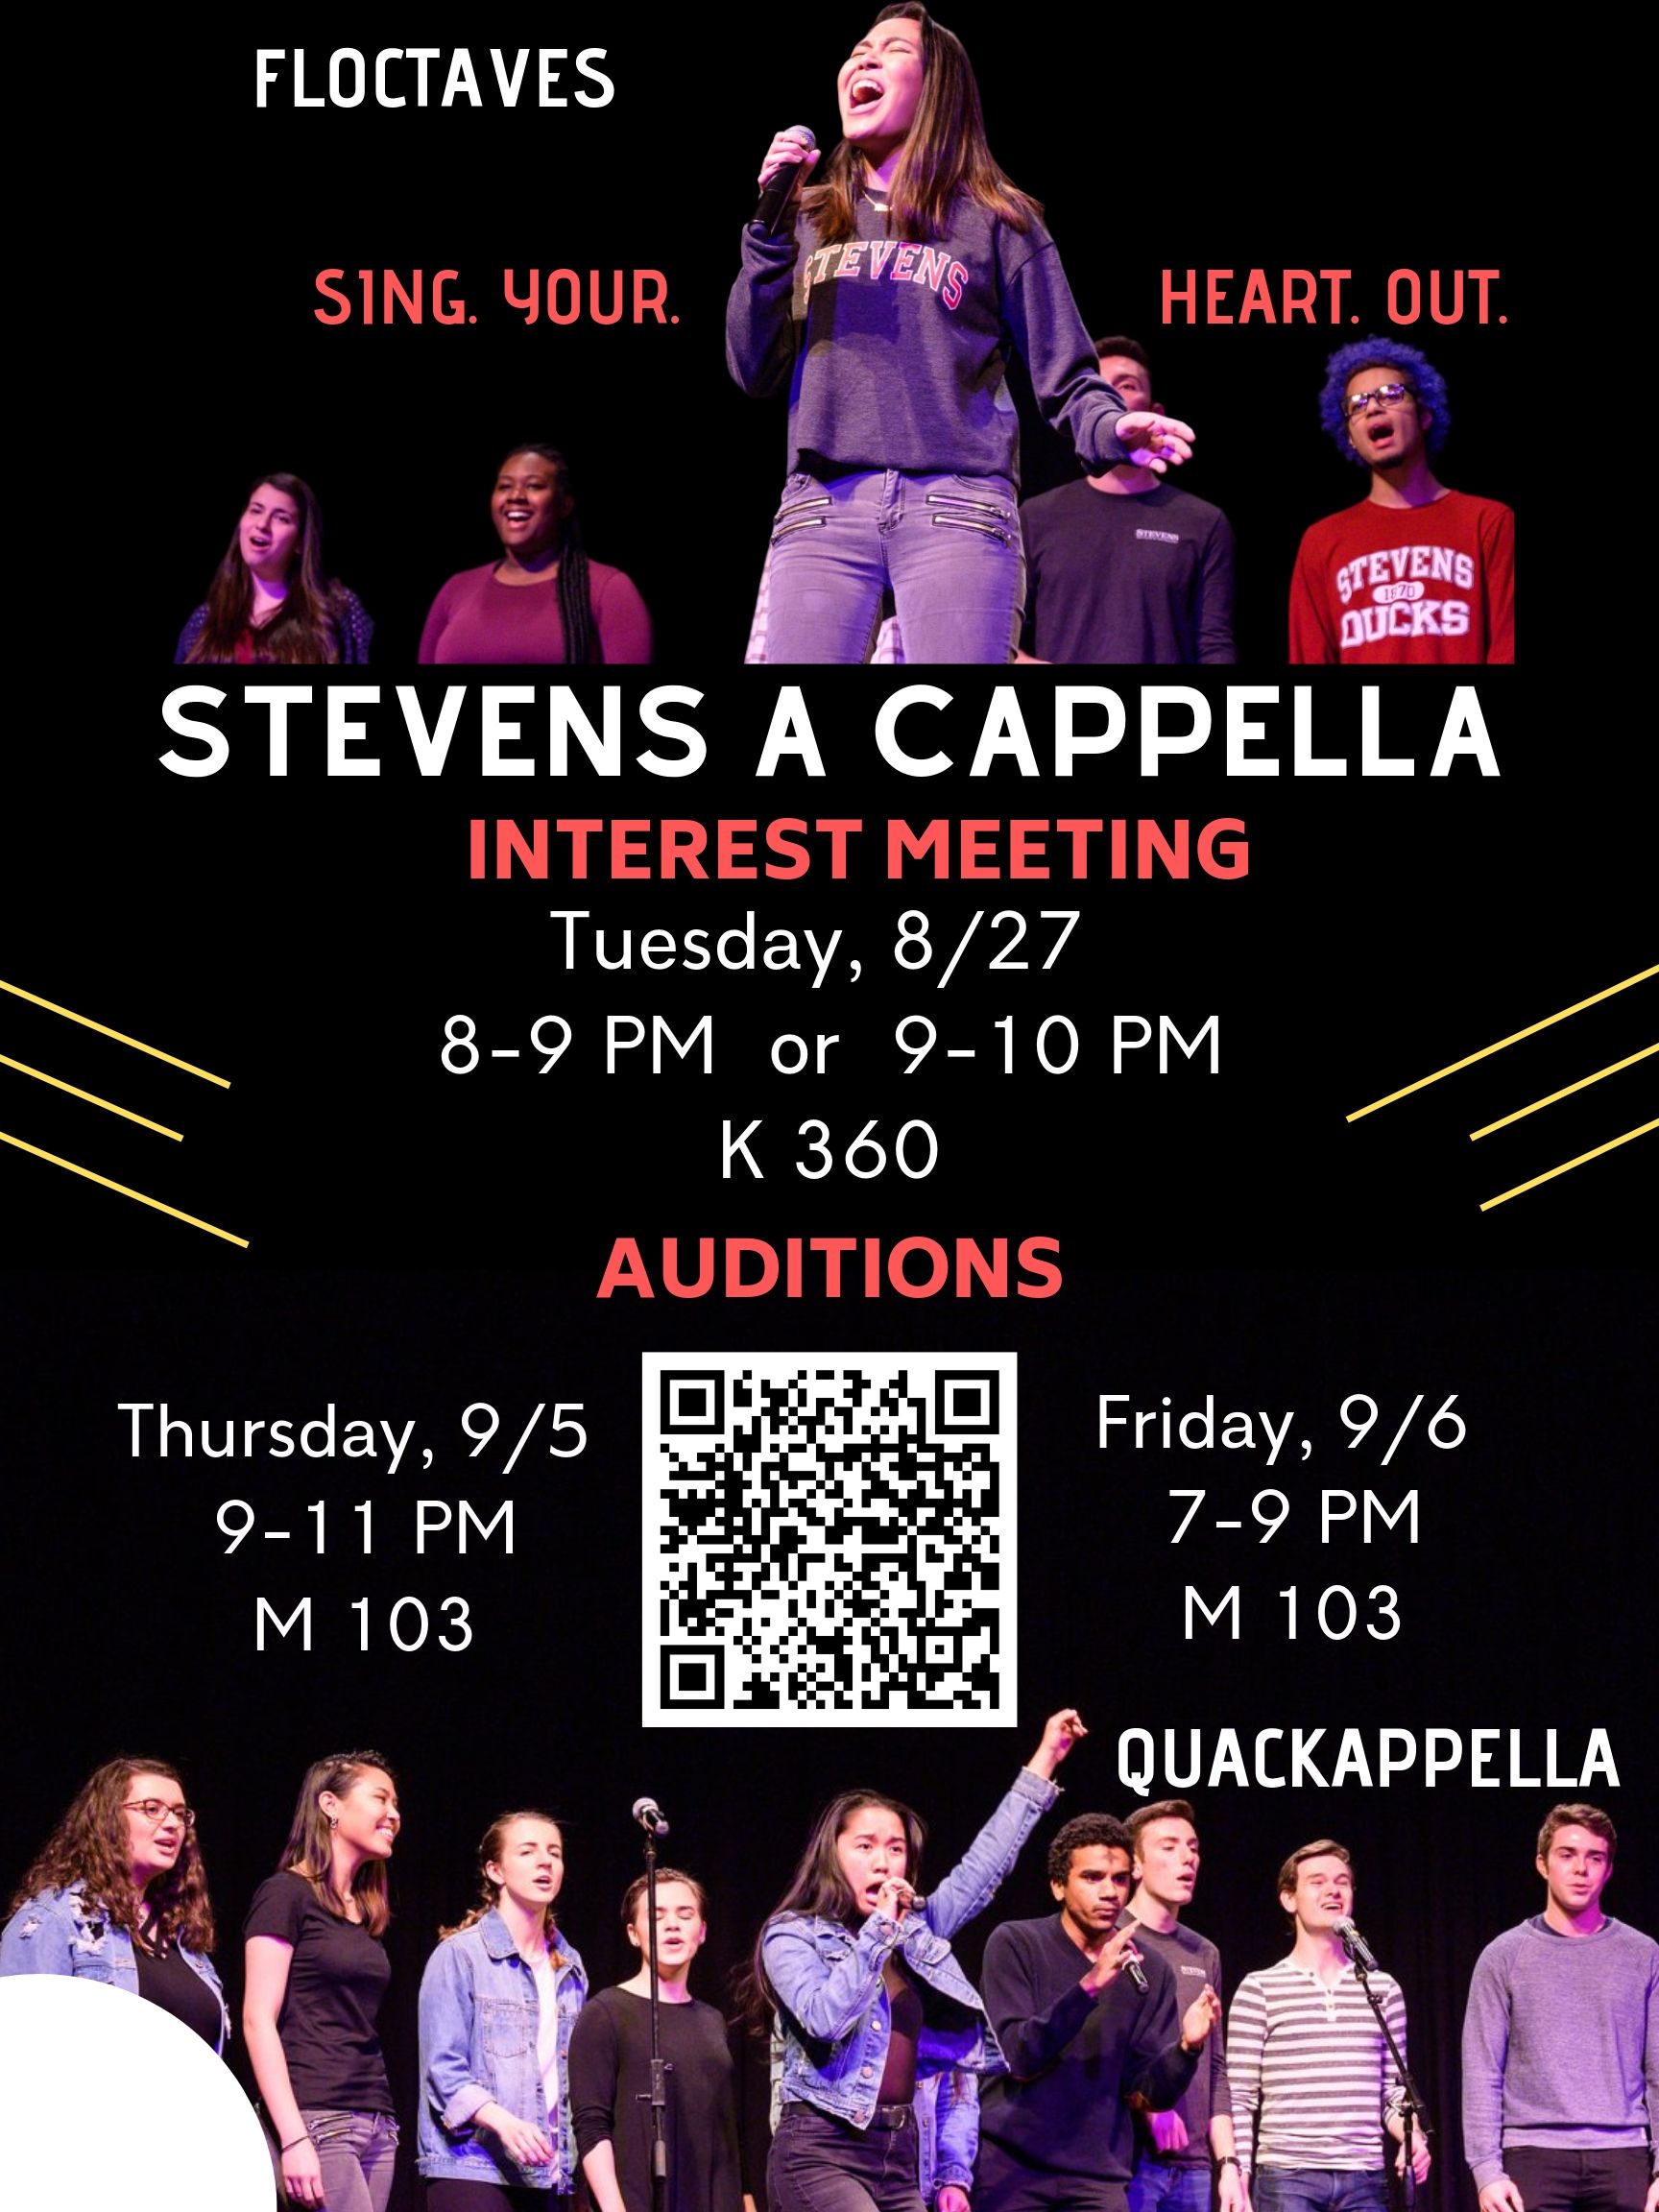 FLOCTAVES
SING. YOUR.
HEART. OUT.
STEVENS
STEVENS
STEVENS
1870
DUCKS
STEVENS A CAPPELLA
INTEREST MEETING
Tuesday, 8/27
8-9 PM or 9-10 PM
K 360
AUDITIONS
Thursday, 9/5
9-11 PM
M 103
Friday, 9/6
7-9 PM
M 103
QUACKAPPELLA
STEVENS